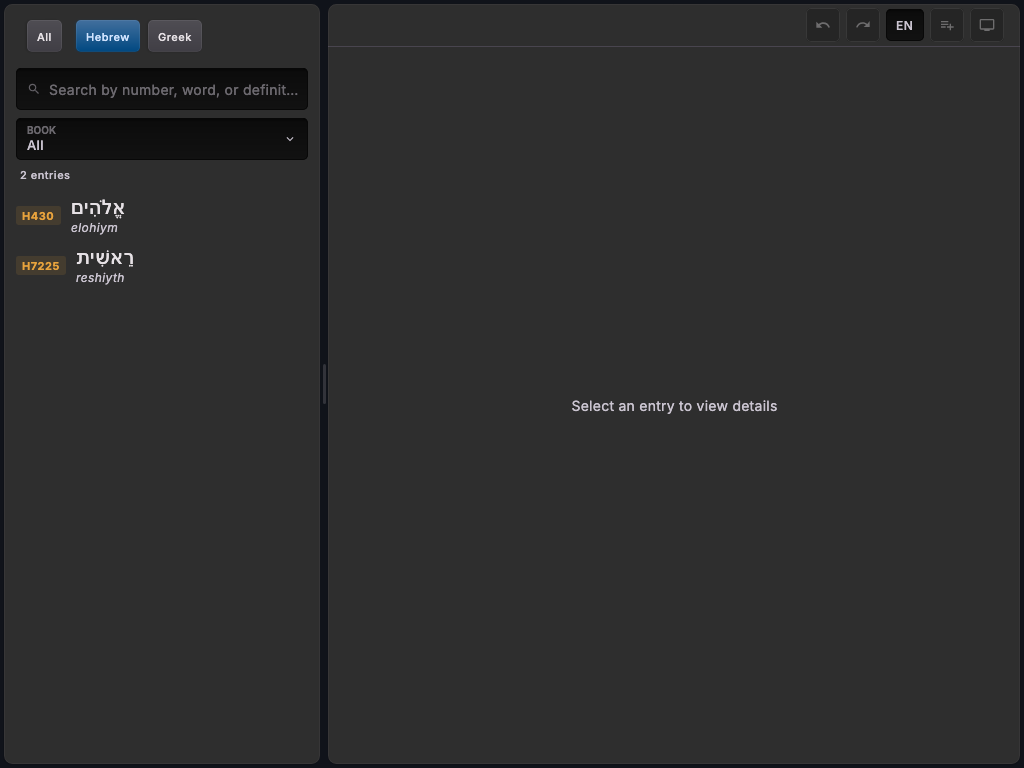 All Hebrew Greek
EN
Search by number, word, or definit...
BOOK
All
2 entries
H430 אֱלֹהִים
elohiym
H7225 רֵאשִׁית
reshiyth
Select an entry to view details